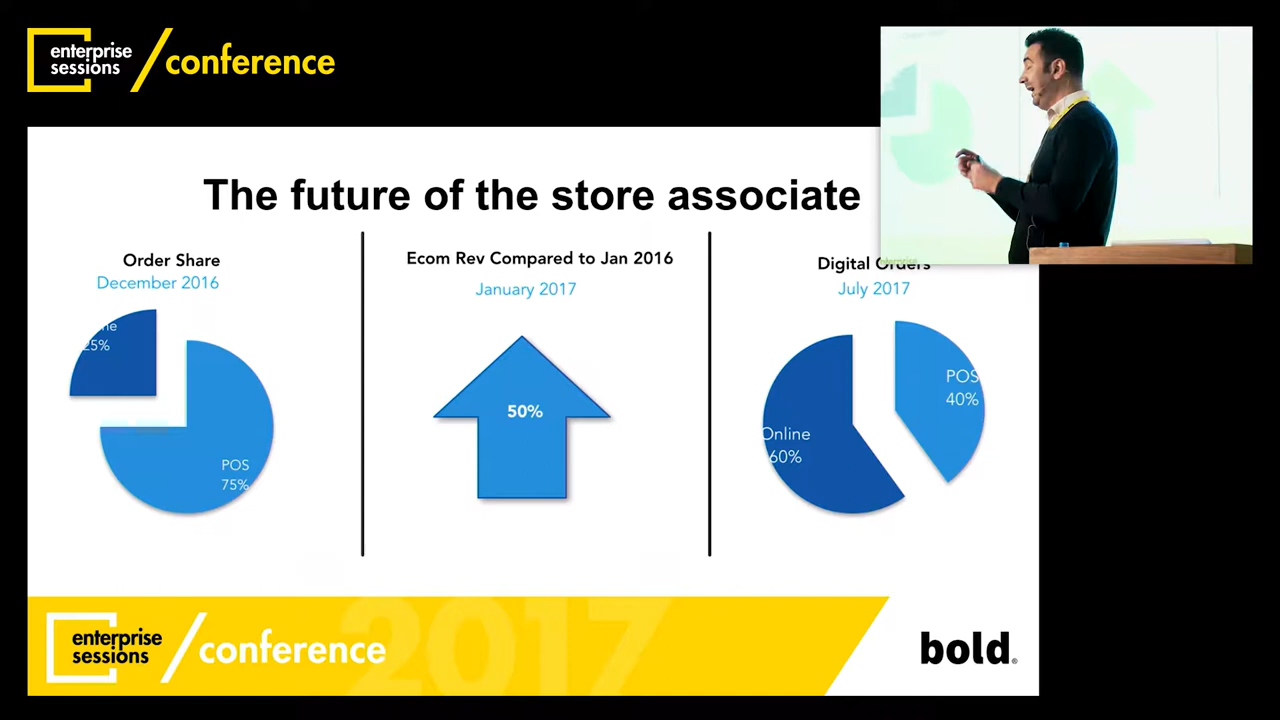 enterprise
sessions
/conference
The future of the store associate
Order Share
December 2016
25%
POS
75%
Ecom Rev Compared to Jan 2016
January 2017
50%
Digital Orders
July 2017
POS
40%
Online
60%
2017
enterprise
sessions
/conference
bold®